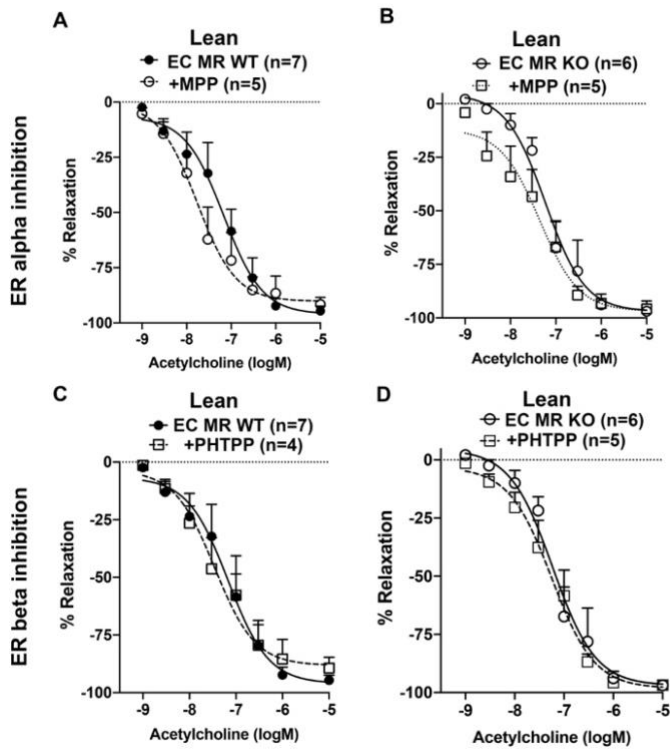 A
Lean
EC MR WT (n=7)
+MPP (n=5)
0
-25
-50
-75
-100
% Relaxation
-9 -8 -7 -6 -5
Acetylcholine (logM)
B
Lean
EC MR KO (n=6)
+MPP (n=5)
0
-25
-50
-75
-100
% Relaxation
-9 -8 -7 -6 -5
Acetylcholine (logM)
ER alpha inhibition
C
Lean
EC MR WT (n=7)
+PHTPP (n=4)
0
-25
-50
-75
-100
% Relaxation
-9 -8 -7 -6 -5
Acetylcholine (logM)
D
Lean
EC MR KO (n=6)
+PHTPP (n=5)
0
-25
-50
-75
-100
% Relaxation
-9 -8 -7 -6 -5
Acetylcholine (logM)
ER beta inhibition